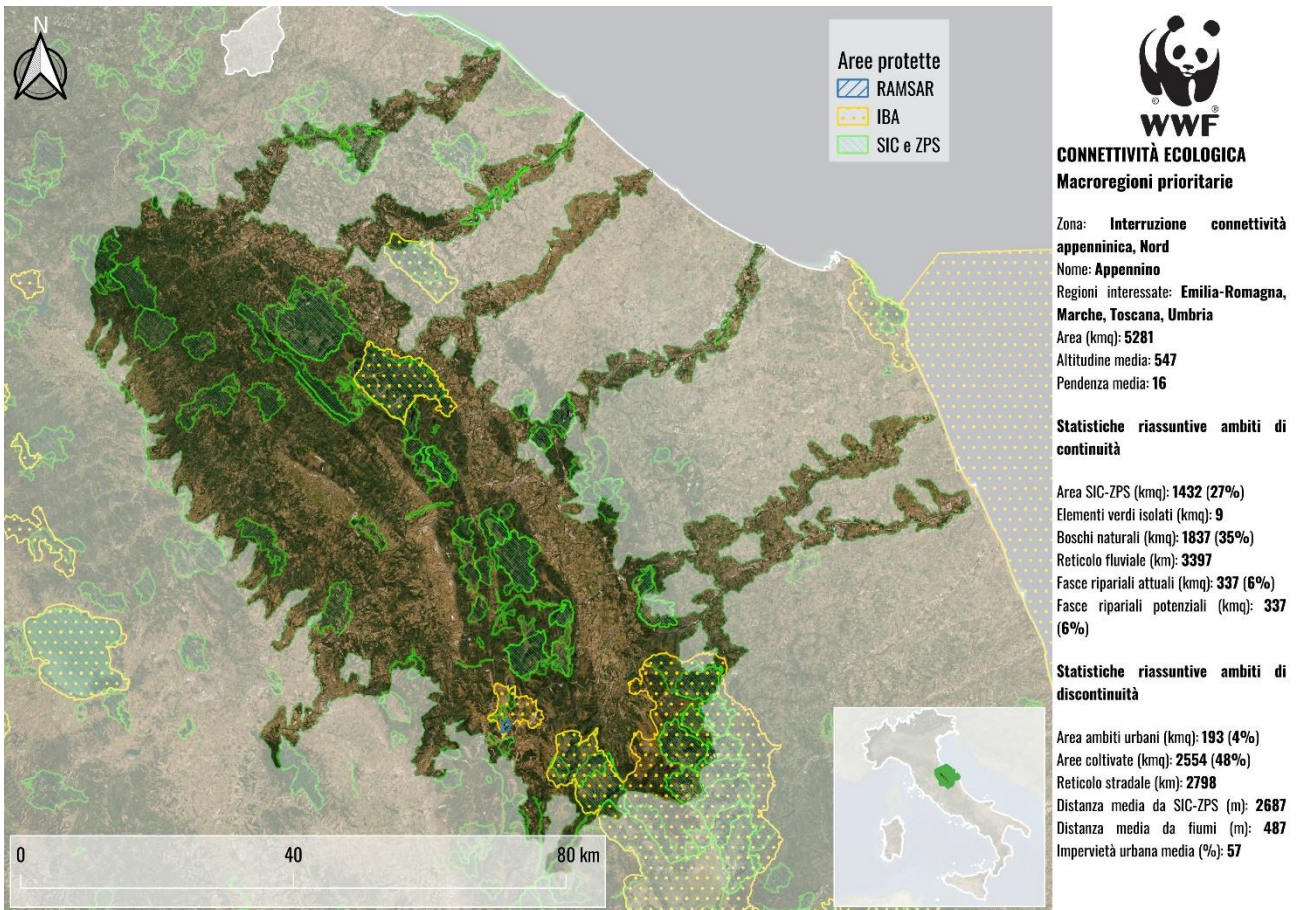 N
Aree protette
RAMSAR
IBA
SIC e ZPS
0 40 80 km
© ®
WWF
CONNETTIVITÀ ECOLOGICA
Macroregioni prioritarie
Zona: Interruzione connettività
appenninica, Nord
Nome: Appennino
Regioni interessate: Emilia-Romagna,
Marche, Toscana, Umbria
Area (kmq): 5281
Altitudine media: 547
Pendenza media: 16
Statistiche riassuntive ambiti di
continuità
Area SIC-ZPS (kmq): 1432 (27%)
Elementi verdi isolati (kmq): 9
Boschi naturali (kmq): 1837 (35%)
Reticolo fluviale (km): 3397
Fasce ripariali attuali (kmq): 337 (6%)
Fasce ripariali potenziali (kmq): 337
(6%)
Statistiche riassuntive ambiti di
discontinuità
Area ambiti urbani (kmq): 193 (4%)
Aree coltivate (kmq): 2554 (48%)
Reticolo stradale (km): 2798
Distanza media da SIC-ZPS (m): 2687
Distanza media da fiumi (m): 487
Impervietà urbana media (%): 57